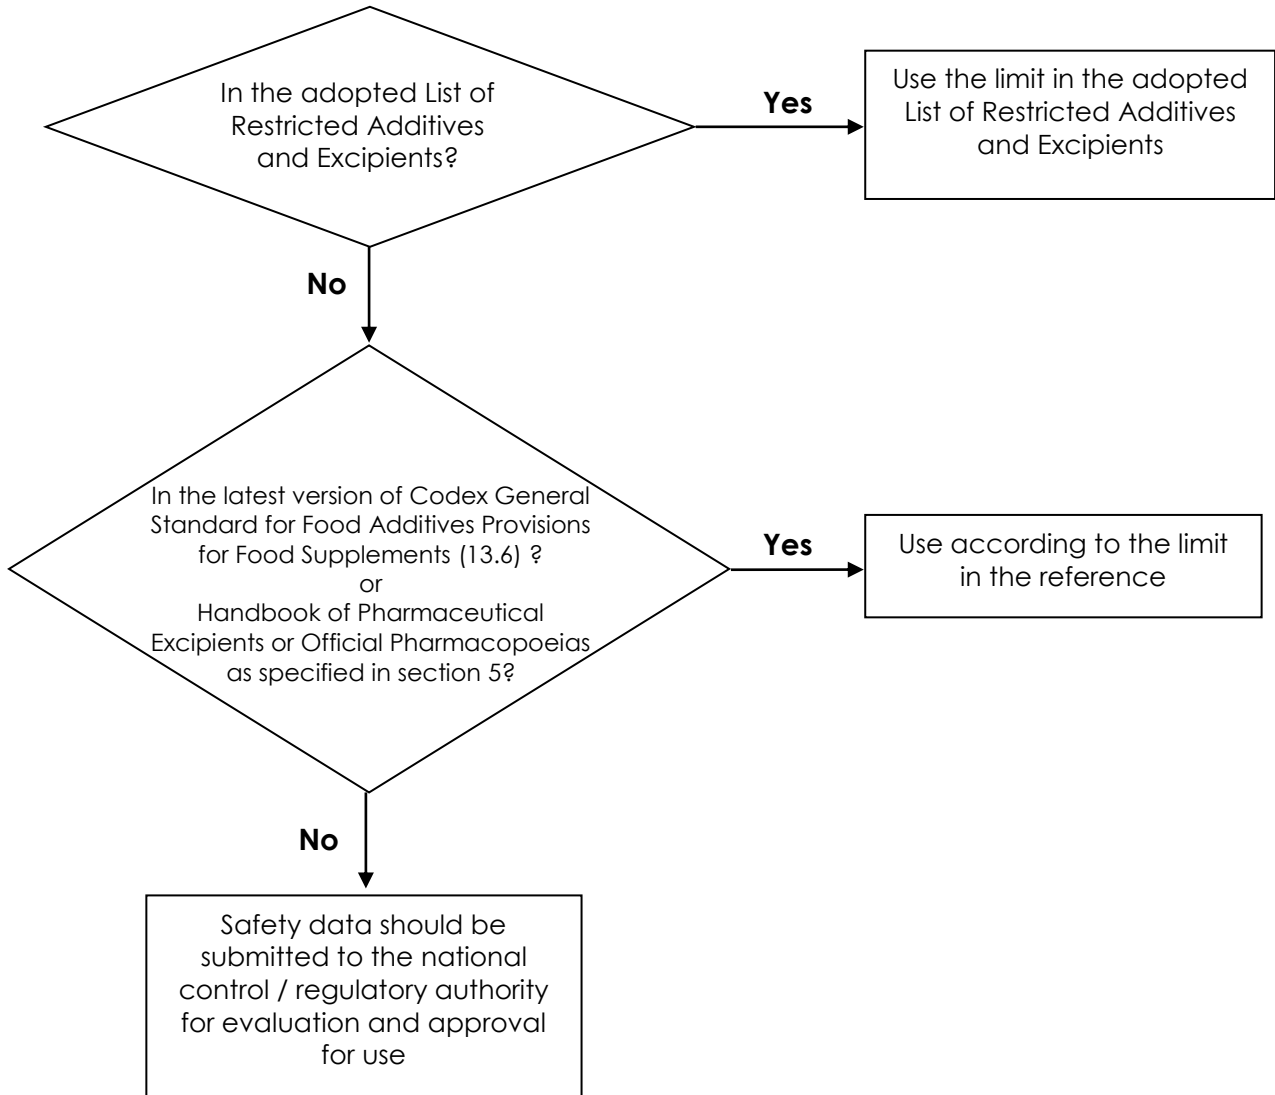 In the adopted List of
Restricted Additives
and Excipients?
Yes
Use the limit in the adopted
List of Restricted Additives
and Excipients
No
In the latest version of Codex General
Standard for Food Additives Provisions
for Food Supplements (13.6) ?
or
Handbook of Pharmaceutical
Excipients or Official Pharmacopoeias
as specified in section 5?
Yes
Use according to the limit
in the reference
No
Safety data should be
submitted to the national
control / regulatory authority
for evaluation and approval
for use